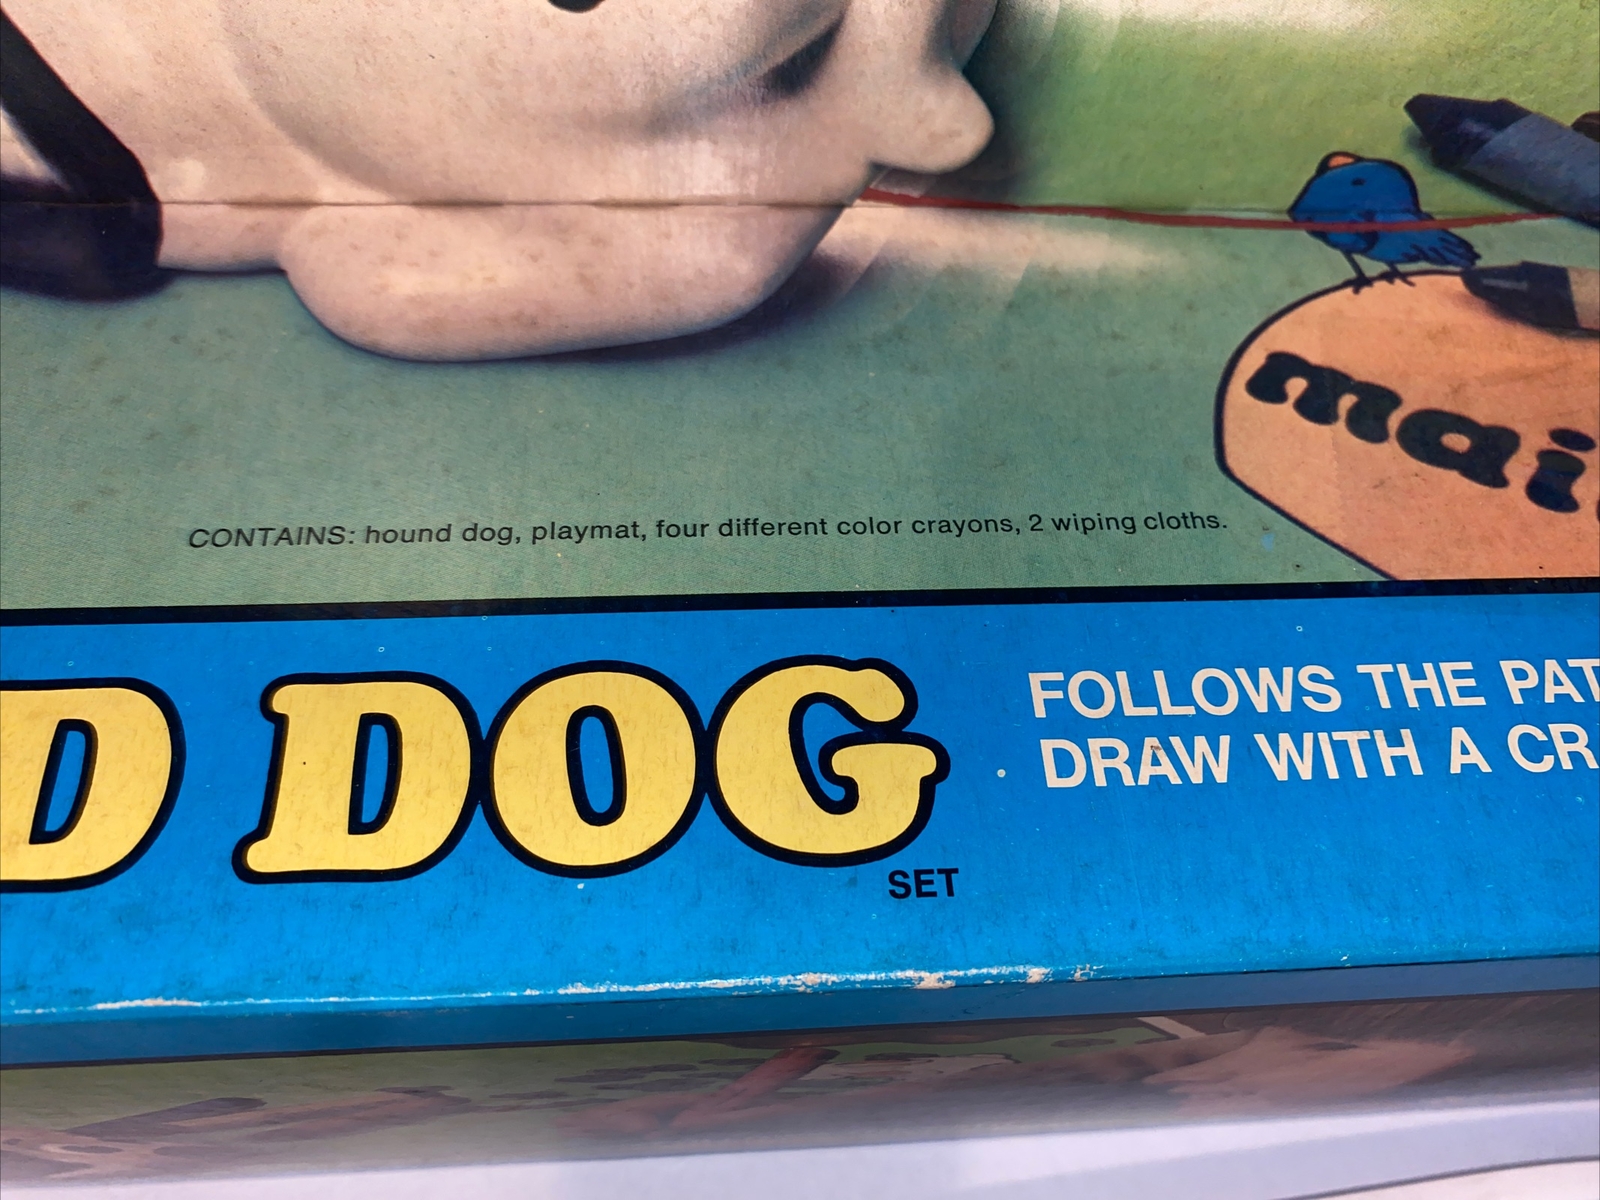 mai
CONTAINS: hound dog, playmat, four different color crayons, 2 wiping cloths.
D DOG
SET
FOLLOWS THE PAT
DRAW WITH A CR